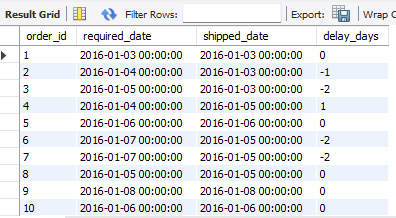 Result Grid Filter Rows: Export: Wrap C
order_id required_date shipped_date delay_days
1 2016-01-03 00:00:00 2016-01-03 00:00:00 0
2 2016-01-04 00:00:00 2016-01-03 00:00:00 -1
3 2016-01-05 00:00:00 2016-01-03 00:00:00 -2
4 2016-01-04 00:00:00 2016-01-05 00:00:00 1
5 2016-01-06 00:00:00 2016-01-06 00:00:00 0
6 2016-01-07 00:00:00 2016-01-05 00:00:00 -2
7 2016-01-07 00:00:00 2016-01-05 00:00:00 -2
8 2016-01-05 00:00:00 2016-01-05 00:00:00 0
9 2016-01-08 00:00:00 2016-01-08 00:00:00 0
10 2016-01-06 00:00:00 2016-01-06 00:00:00 0